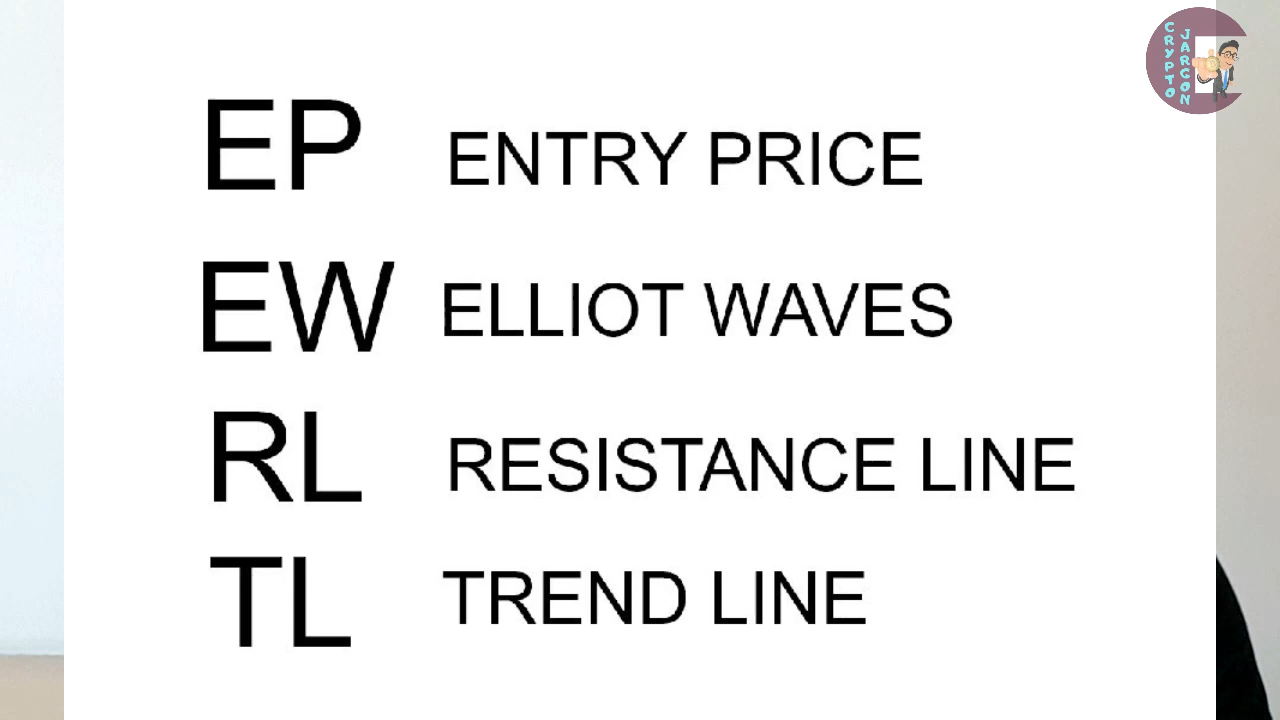 CRYPTO
JARGON
EP ENTRY PRICE
EW ELLIOT WAVES
RL RESISTANCE LINE
TL TREND LINE